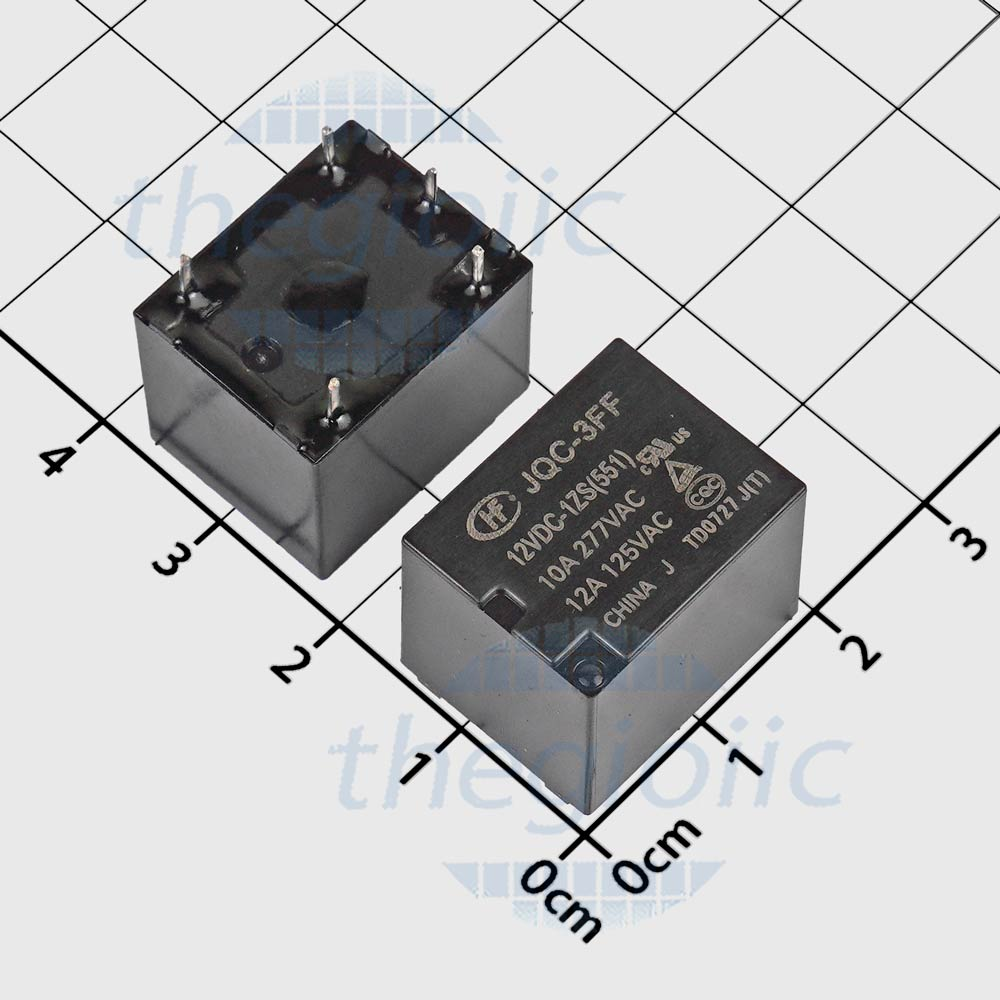 thegioiic
4
3
2
1
0cm
HF JQC-3FF
12VDC-1ZS(551)
10A 277VAC
12A 125VAC
CHINA J
c RU US
CQC
TD0727 J(T)
3
2
1
0cm
thegioiic